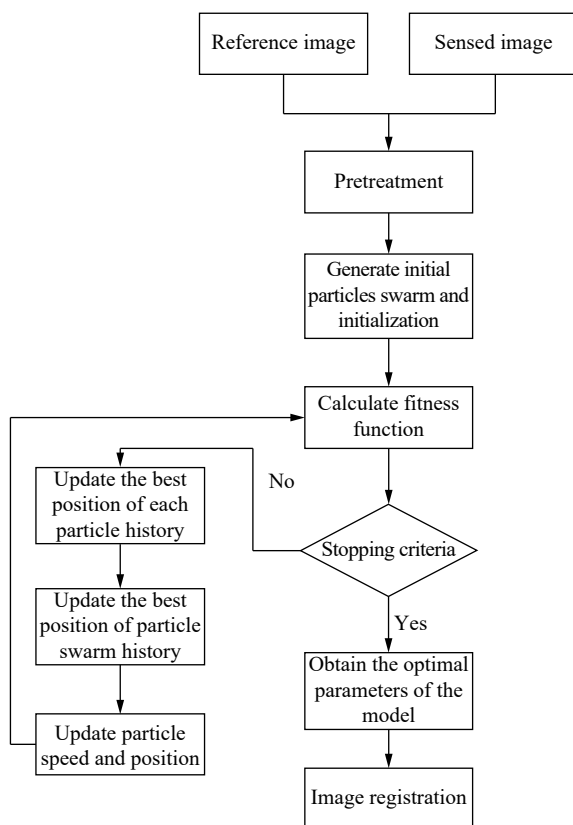 Reference image
Sensed image
Pretreatment
Generate initial
particles swarm and
initialization
Calculate fitness
function
No
Update the best
position of each
particle history
Stopping criteria
Update the best
position of particle
swarm history
Yes
Obtain the optimal
parameters of the
model
Update particle
speed and position
Image registration